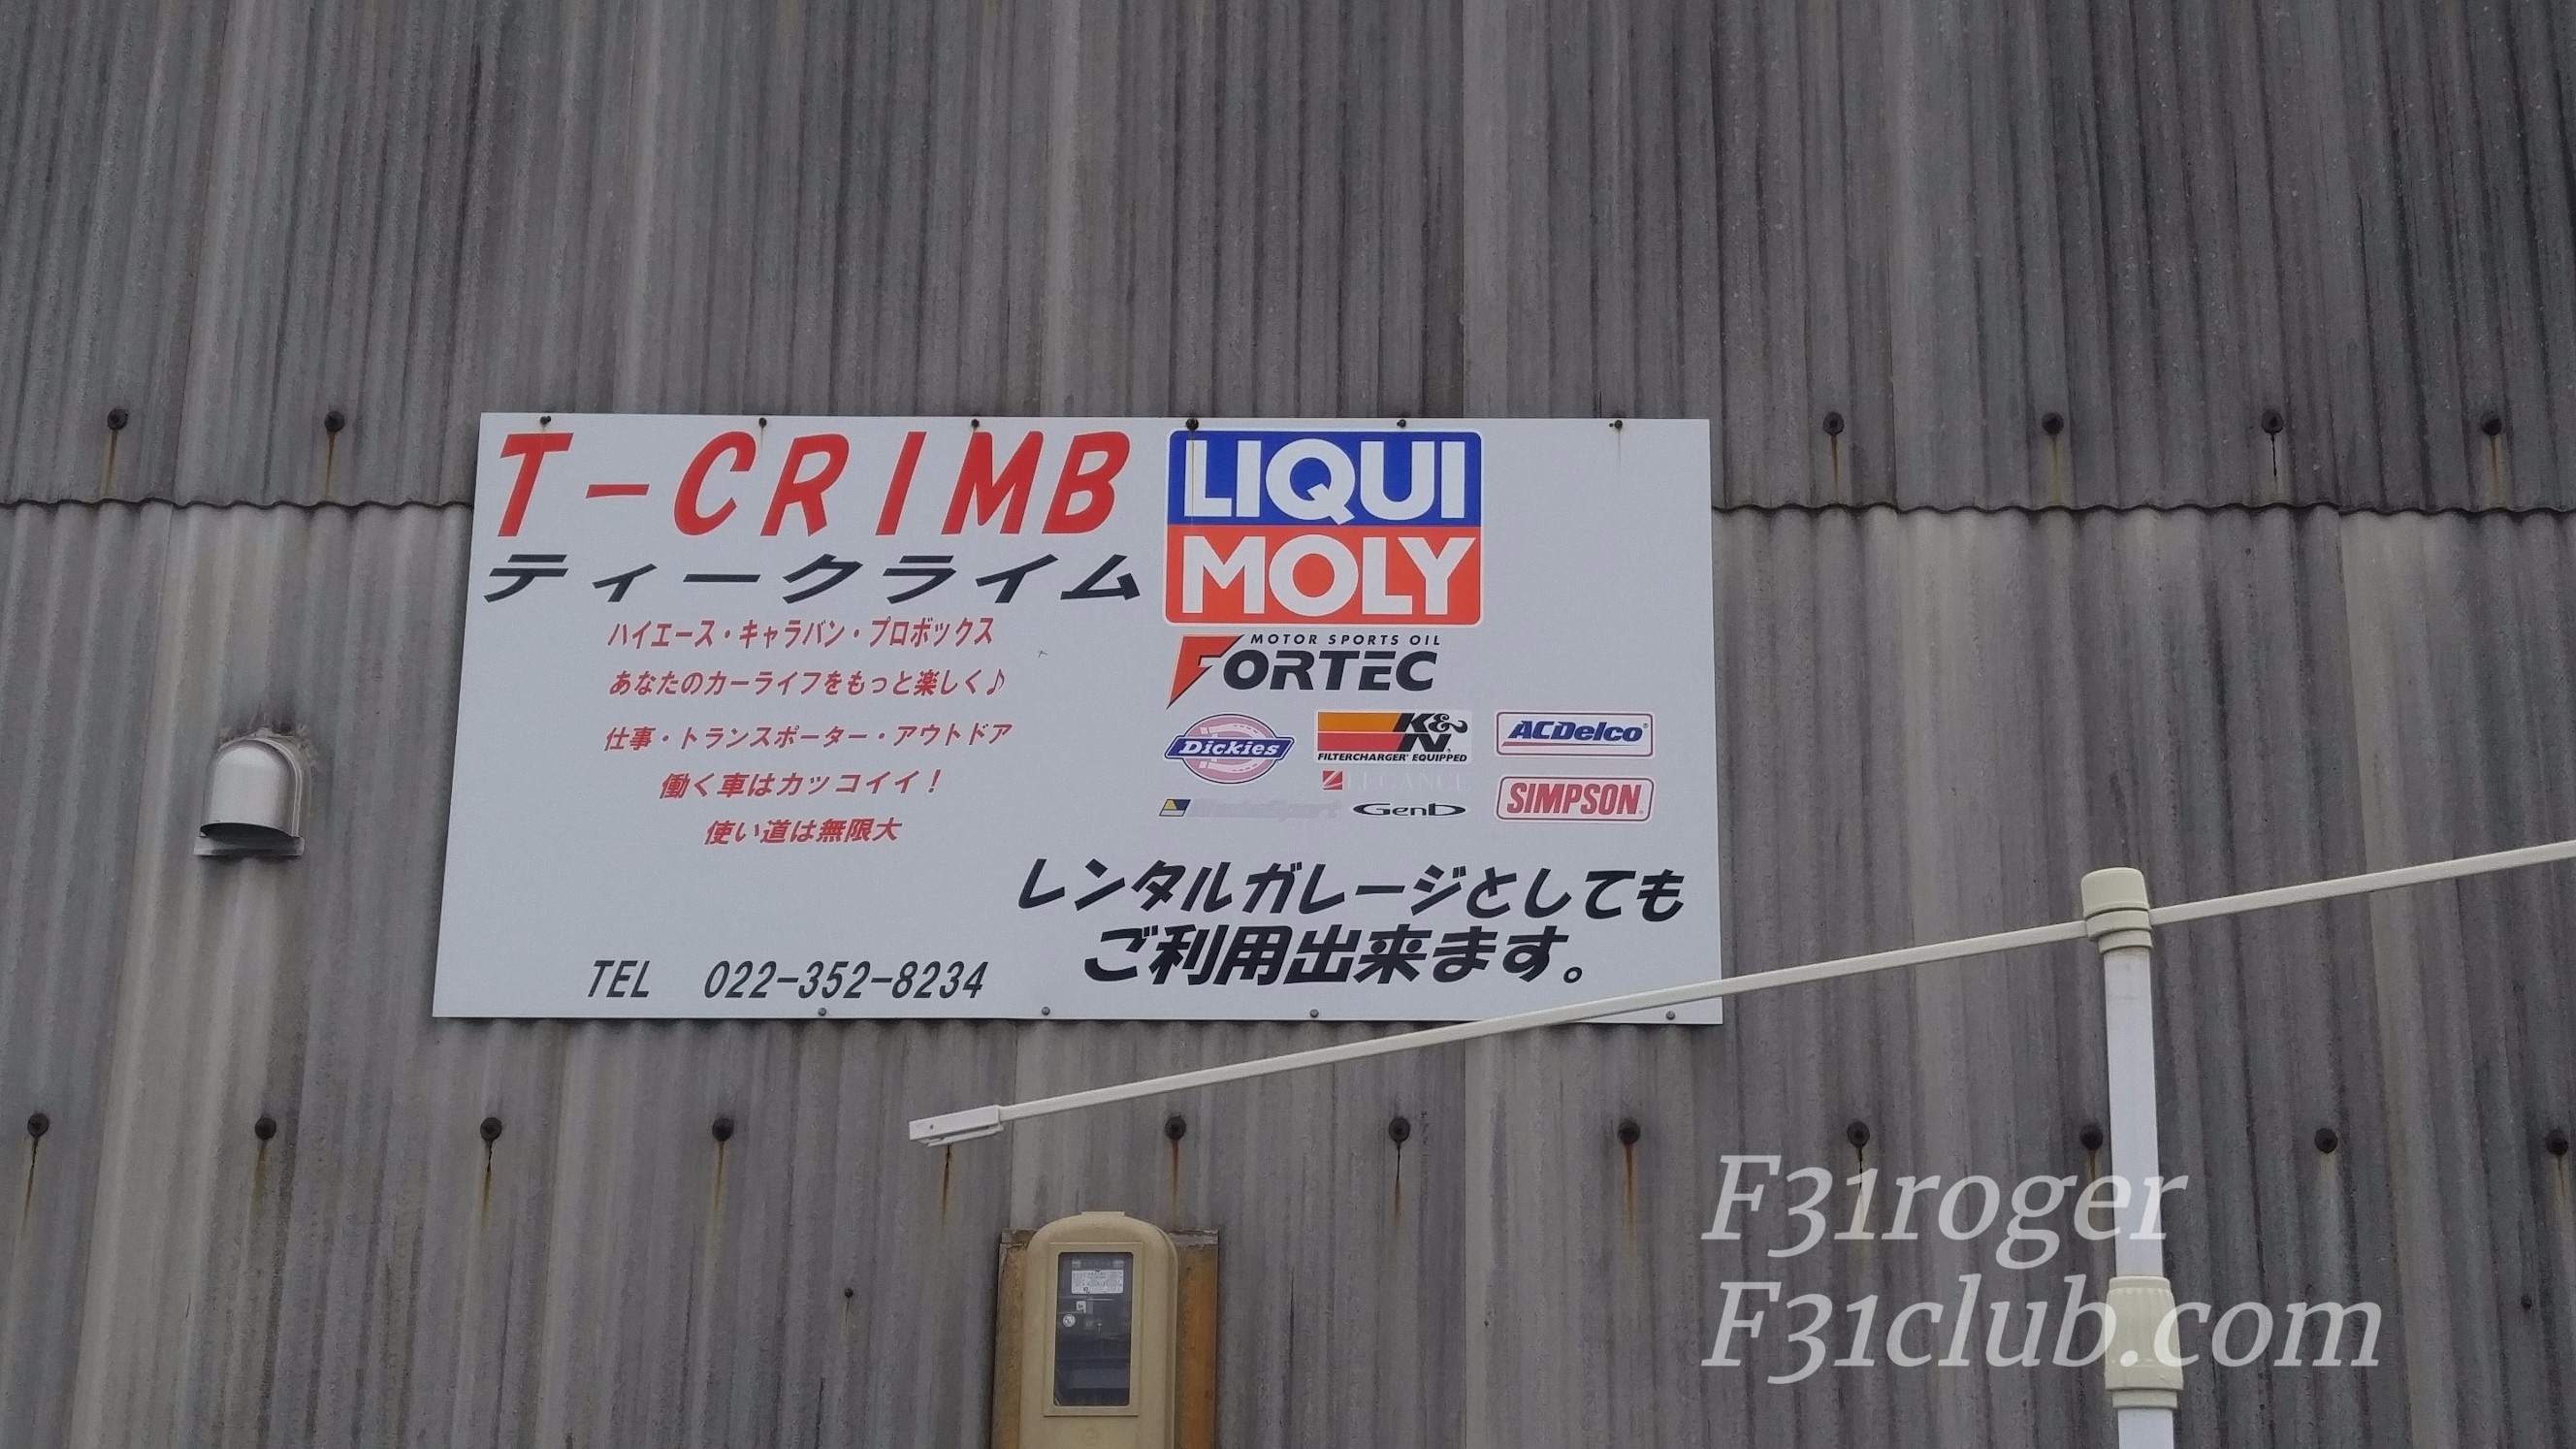 T-CRIMB
ティークライム
ハイエース・キャラバン・プロボックス
あなたのカーライフをもっと楽しく♪
仕事・トランスポーター・アウトドア
働く車はカッコイイ！
使い道は無限大
TEL 022-352-8234
LIQUI
MOLY
MOTOR SPORTS OIL
FORTEC
Dickies
K&N
FILTERCHARGER EQUIPPED
ACDelco
ELEGANCE
GenB
SIMPSON
レンタルガレージとしても
ご利用出来ます。
F31roger
F31club.com